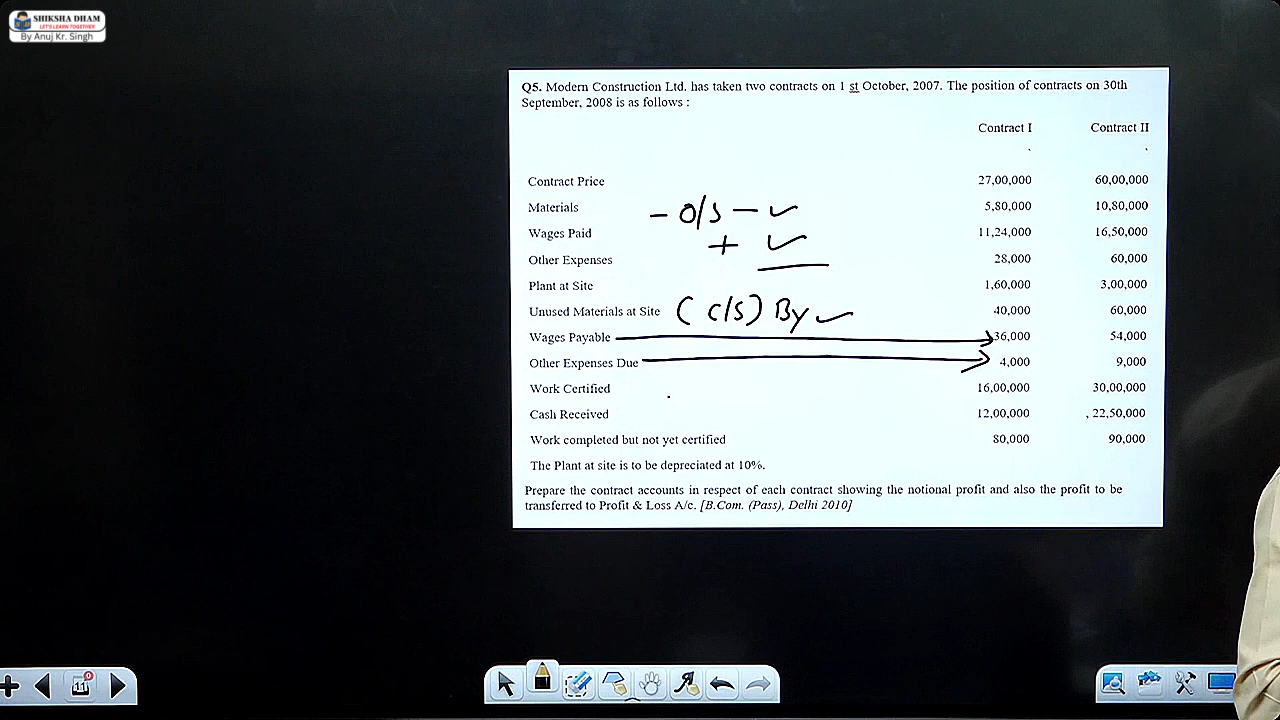 SHIKSHA DHAM
LET'S LEARN TOGETHER
By Anuj Kr. Singh
Q5. Modern Construction Ltd. has taken two contracts on 1 st October, 2007. The position of contracts on 30th
September, 2008 is as follows :
Contract I Contract II
Contract Price 27,00,000 60,00,000
Materials 5,80,000 10,80,000
– O/S –
Wages Paid 11,24,000 16,50,000
+
Other Expenses 28,000 60,000
Plant at Site 1,60,000 3,00,000
Unused Materials at Site (C/S) By 40,000 60,000
Wages Payable 36,000 54,000
Other Expenses Due 4,000 9,000
Work Certified 16,00,000 30,00,000
Cash Received 12,00,000 , 22,50,000
Work completed but not yet certified 80,000 90,000
The Plant at site is to be depreciated at 10%.
Prepare the contract accounts in respect of each contract showing the notional profit and also the profit to be
transferred to Profit & Loss A/c. [B.Com. (Pass), Delhi 2010]
11
0